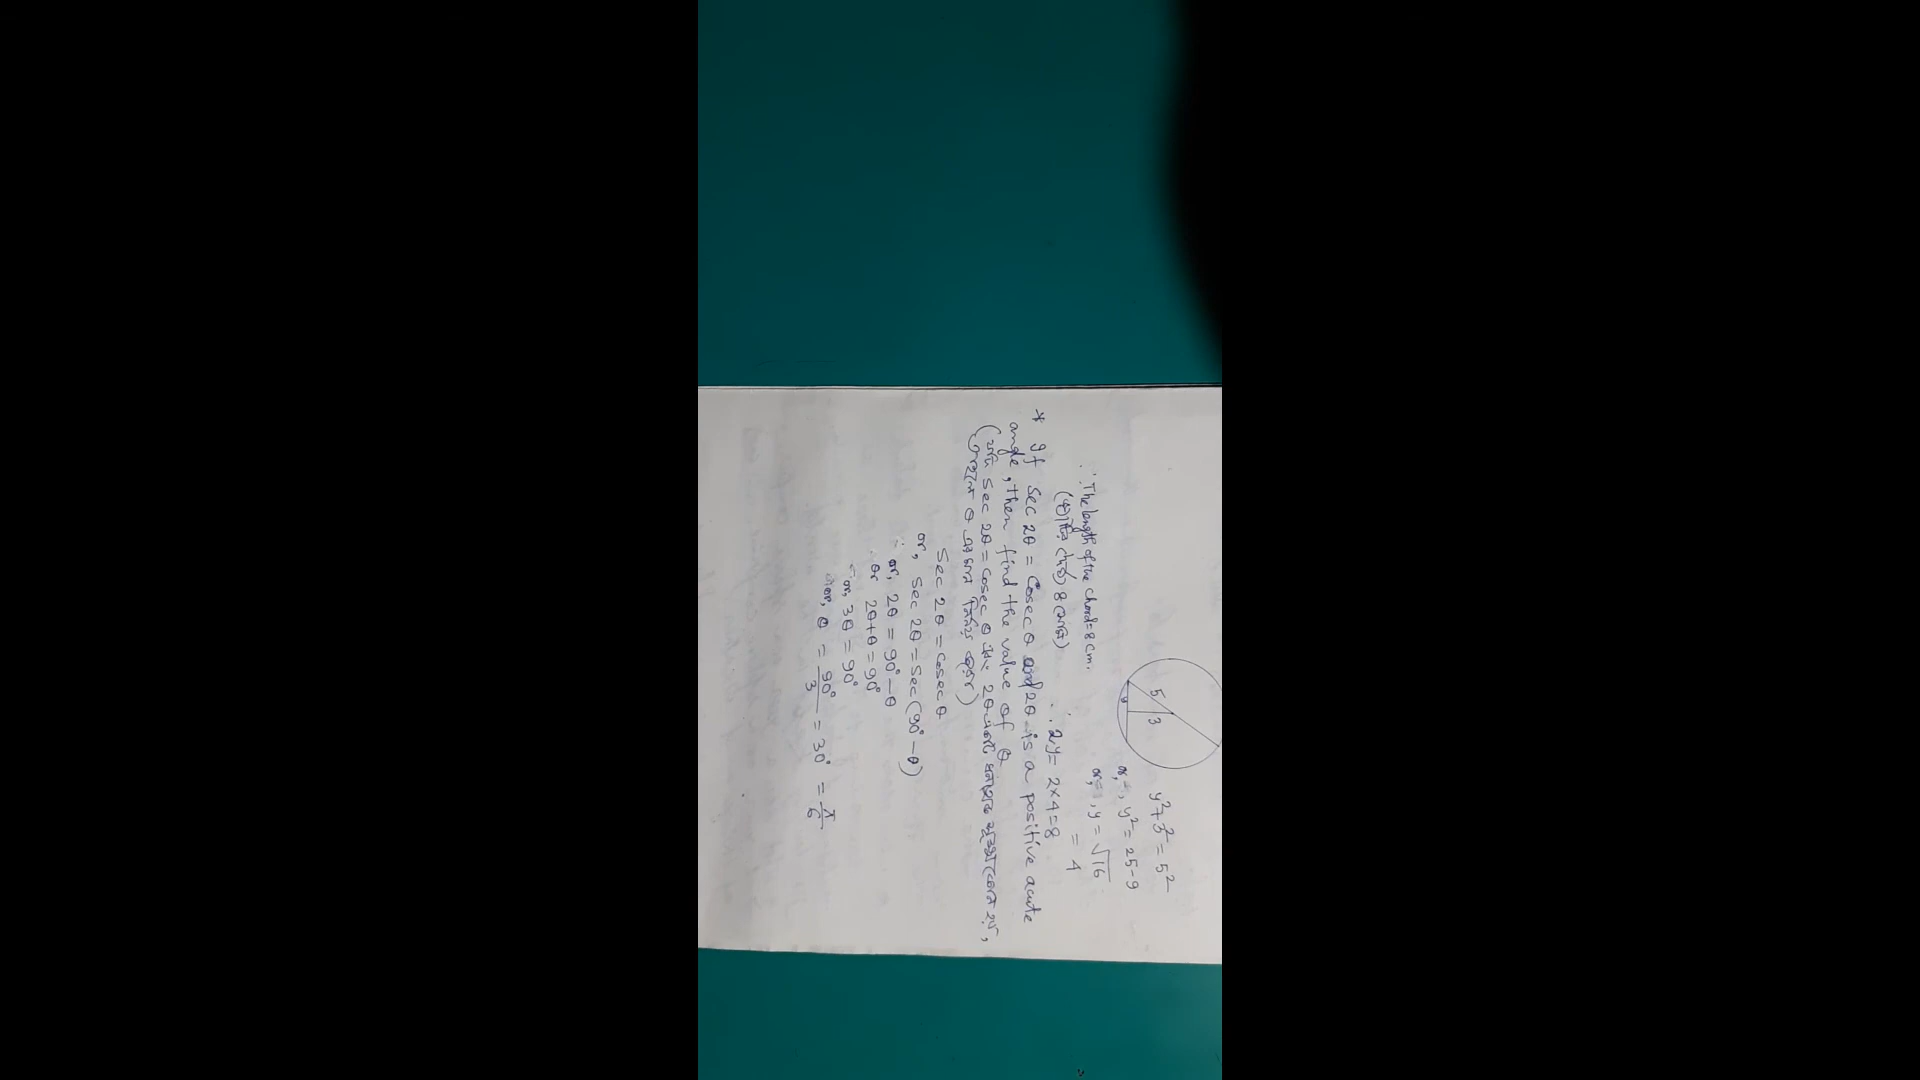 5
3
y
y²+3² = 5²
or, y² = 25-9
or, y = √16
= 4
∴ 2y = 2×4=8
∴ The length of the chord = 8 cm.
8
* If sec 2θ = cosec θ and 2θ is a positive acute
angle, then find the value of θ
(যদি sec 2θ = cosec θ এবং 2θ একটি ধনাত্মক সূক্ষ্মকোণ হয়,
তাহলে θ এর মান নির্ণয় করো)
sec 2θ = cosec θ
or, sec 2θ = sec (90° – θ)
or, 2θ = 90° – θ
or 2θ+θ = 90°
or, 3θ = 90°
or, θ = 90°/3 = 30° = π/6